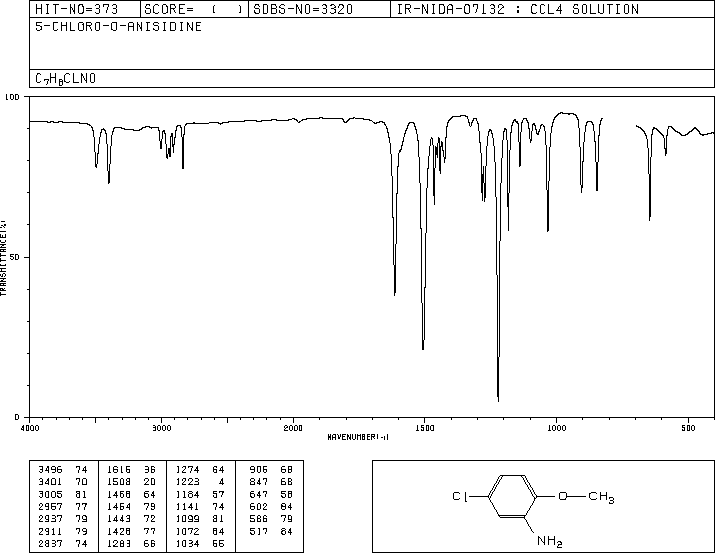 HIT-NO=373 SCORE= ( ) SDBS-NO=3320 IR-NIDA-07132 : CCL4 SOLUTION
5-CHLORO-O-ANISIDINE
C7H8CLNO
100
50
0
TRANSMITTANCE(%)
4000 3000 2000 1500 1000 500
WAVENUMBER(-1)
3496 74 1616 36 1274 64 906 68
3401 70 1508 20 1223 4 847 68
3005 81 1468 64 1184 57 647 58
2967 77 1464 79 1141 74 602 84
2937 79 1443 72 1099 81 586 79
2911 79 1428 77 1072 84 517 84
2837 74 1283 66 1034 55
Cl O CH3
NH2